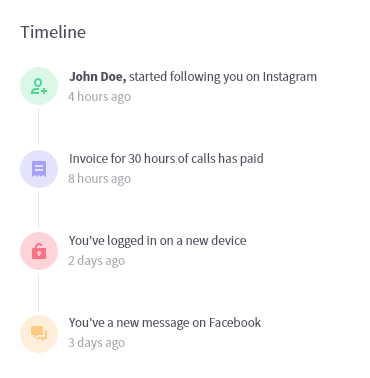 Timeline
John Doe, started following you on Instagram
4 hours ago
Invoice for 30 hours of calls has paid
8 hours ago
You’ve logged in on a new device
2 days ago
You’ve a new message on Facebook
3 days ago